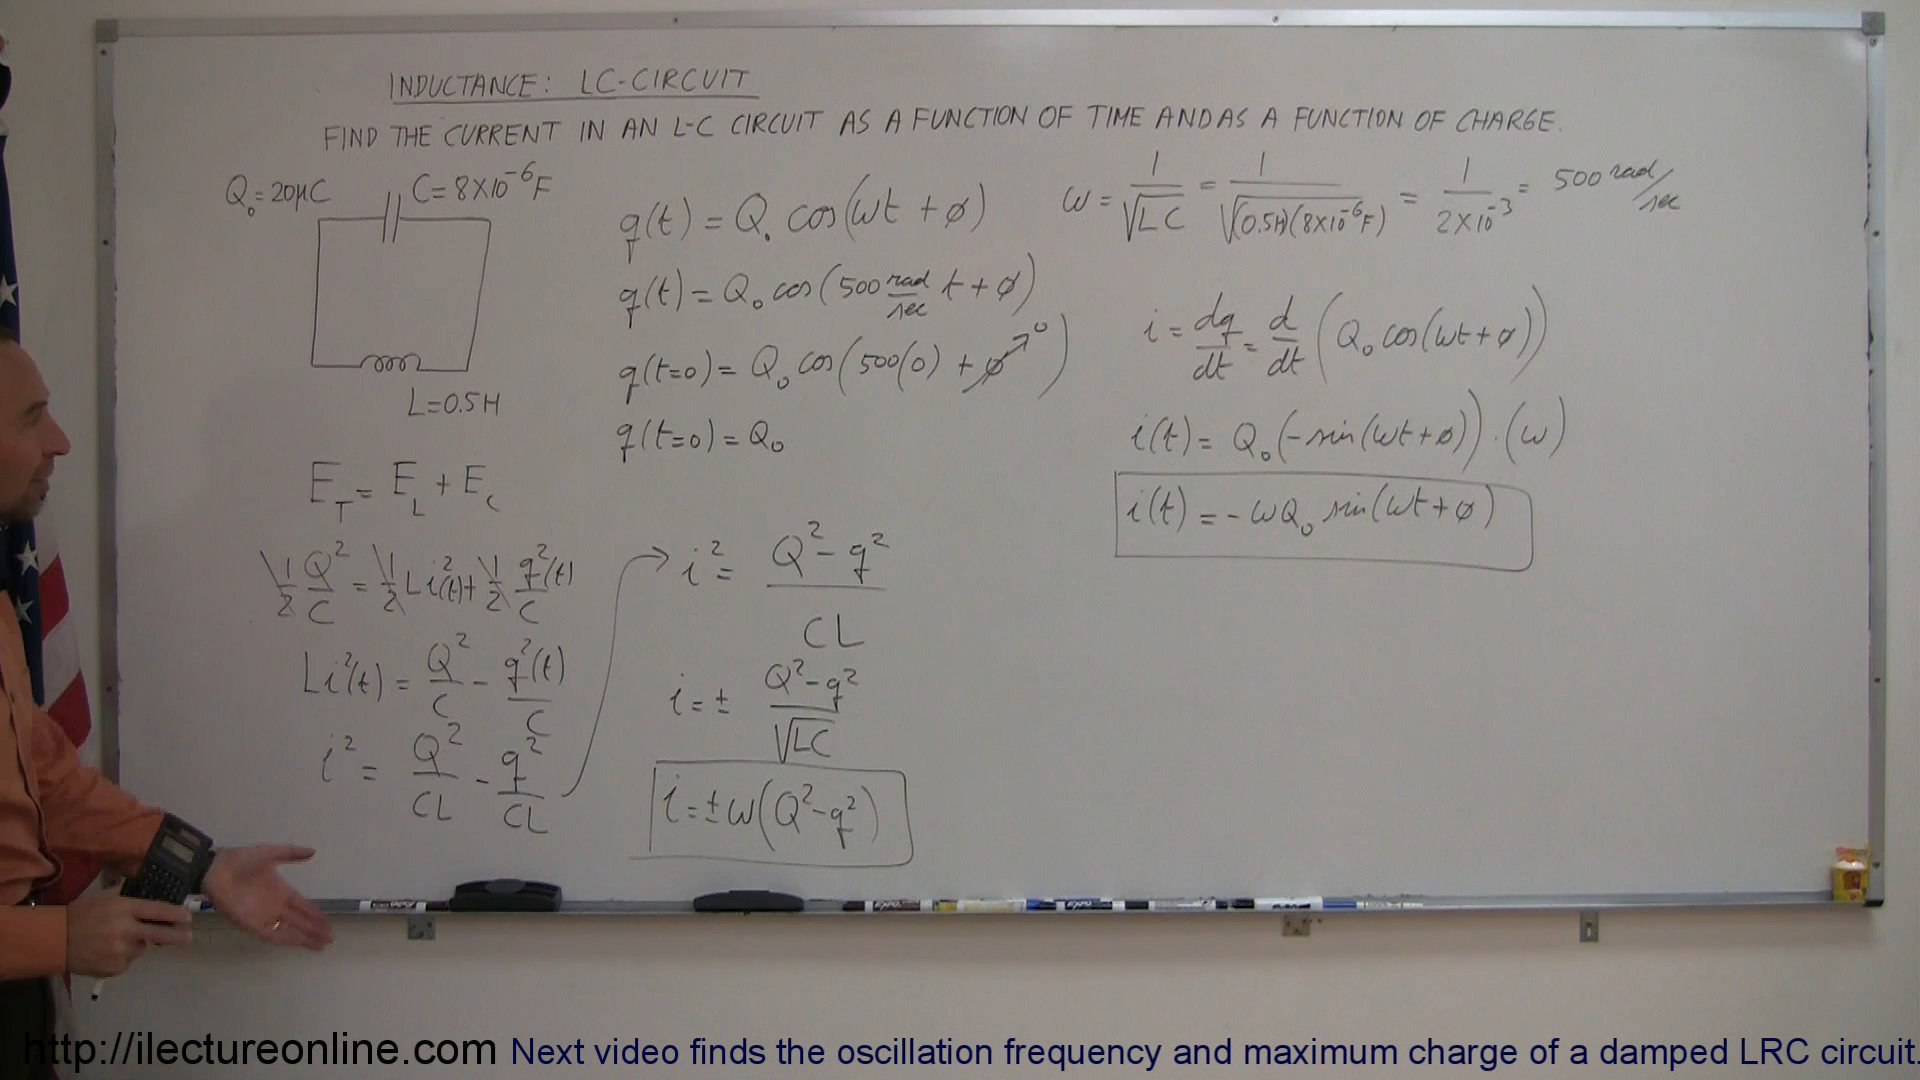 INDUCTANCE: LC-CIRCUIT
FIND THE CURRENT IN AN L-C CIRCUIT AS A FUNCTION OF TIME AND AS A FUNCTION OF CHARGE.
Q₀=20μC C=8×10⁻⁶F
L=0.5H
E_T = E_L + E_C
1/2 Q²/C = 1/2 Li²(t) + 1/2 q²(t)/C
Li²(t) = Q²/C - q²(t)/C
i² = Q²/CL - q²/CL
q(t) = Q₀ cos(ωt + φ)
q(t) = Q₀ cos(500 rad/sec t + φ)
q(t=0) = Q₀ cos(500(0) + φ↗0)
q(t=0) = Q₀
i² = Q²-q² / CL
i = ± Q²-q² / √LC
i = ± ω(Q²-q²)
ω = 1/√LC = 1/√(0.5H)(8×10⁻⁶F) = 1/2×10⁻³ = 500 rad/sec
i = dq/dt = d/dt (Q₀ cos(ωt + φ))
i(t) = Q₀(-sin(ωt+φ))·(ω)
i(t) = -ωQ₀ sin(ωt+φ)
http://ilectureonline.com Next video finds the oscillation frequency and maximum charge of a damped LRC circuit.